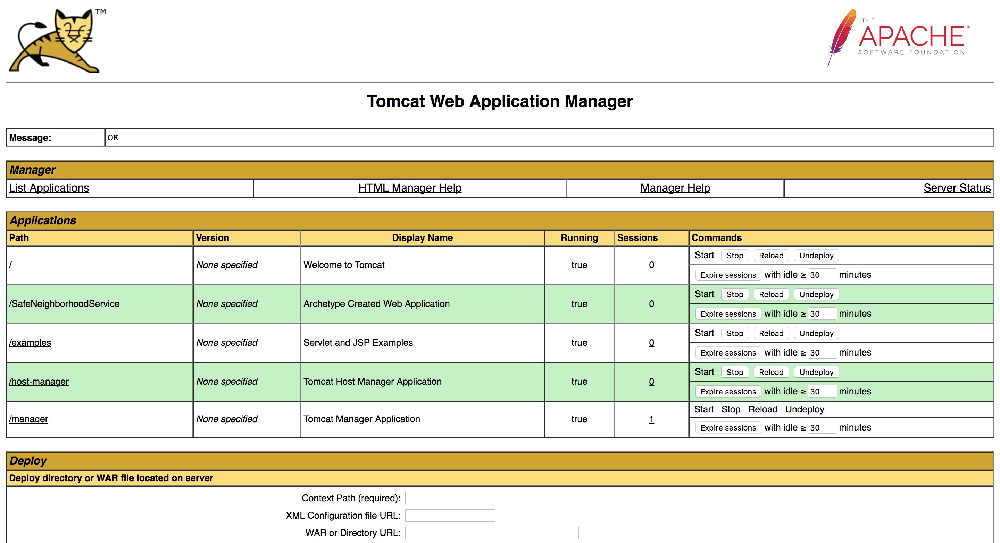 TM
THE
APACHE®
SOFTWARE FOUNDATION
Tomcat Web Application Manager
Message: OK
Manager
List Applications HTML Manager Help Manager Help Server Status
Applications
Path Version Display Name Running Sessions Commands
/ None specified Welcome to Tomcat true 0 Start Stop Reload Undeploy
Expire sessions with idle ≥ 30 minutes
/SafeNeighborhoodService None specified Archetype Created Web Application true 0 Start Stop Reload Undeploy
Expire sessions with idle ≥ 30 minutes
/examples None specified Servlet and JSP Examples true 0 Start Stop Reload Undeploy
Expire sessions with idle ≥ 30 minutes
/host-manager None specified Tomcat Host Manager Application true 0 Start Stop Reload Undeploy
Expire sessions with idle ≥ 30 minutes
/manager None specified Tomcat Manager Application true 1 Start Stop Reload Undeploy
Expire sessions with idle ≥ 30 minutes
Deploy
Deploy directory or WAR file located on server
Context Path (required):
XML Configuration file URL:
WAR or Directory URL: